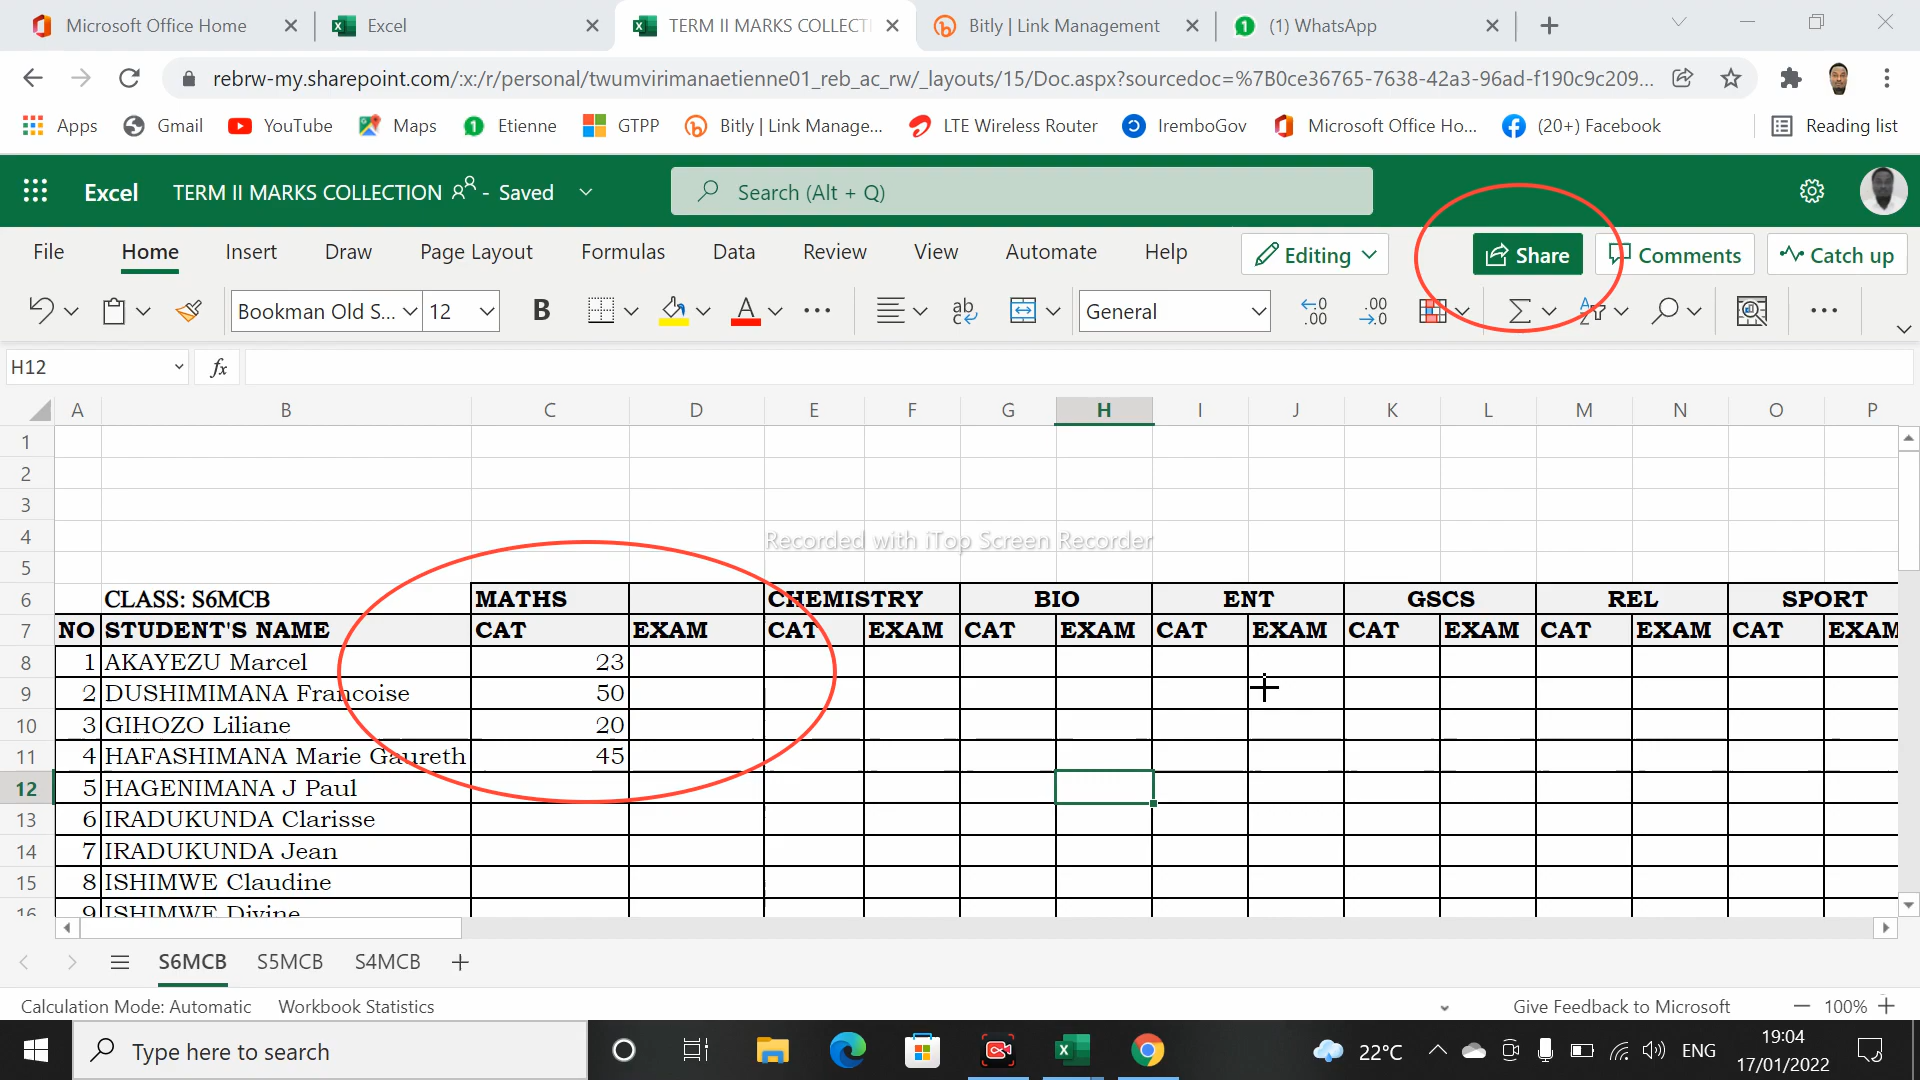 Microsoft Office Home
Excel
TERM II MARKS COLLECTI
Bitly | Link Management
(1) WhatsApp
rebrw-my.sharepoint.com/:x:/r/personal/twumvirimanaetienne01_reb_ac_rw/_layouts/15/Doc.aspx?sourcedoc=%7B0ce36765-7638-42a3-96ad-f190c9c209...
Apps Gmail YouTube Maps Etienne GTPP Bitly | Link Manage... LTE Wireless Router IremboGov Microsoft Office Ho... (20+) Facebook Reading list
Excel TERM II MARKS COLLECTION - Saved Search (Alt + Q)
File Home Insert Draw Page Layout Formulas Data Review View Automate Help Editing Share Comments Catch up
Bookman Old S... 12 B A ab General .00 .00
H12 fx
A B C D E F G H I J K L M N O P
1
2
3
4
Recorded with iTop Screen Recorder
5
6 CLASS: S6MCB MATHS CHEMISTRY BIO ENT GSCS REL SPORT
7 NO STUDENT'S NAME CAT EXAM CAT EXAM CAT EXAM CAT EXAM CAT EXAM CAT EXAM CAT EXAM
8 1 AKAYEZU Marcel 23
9 2 DUSHIMIMANA Francoise 50
10 3 GIHOZO Liliane 20
11 4 HAFASHIMANA Marie Gaureth 45
12 5 HAGENIMANA J Paul
13 6 IRADUKUNDA Clarisse
14 7 IRADUKUNDA Jean
15 8 ISHIMWE Claudine
16 9 ISHIMWE Divine
S6MCB S5MCB S4MCB
Calculation Mode: Automatic Workbook Statistics Give Feedback to Microsoft 100%
Type here to search 22°C ENG 19:04
17/01/2022